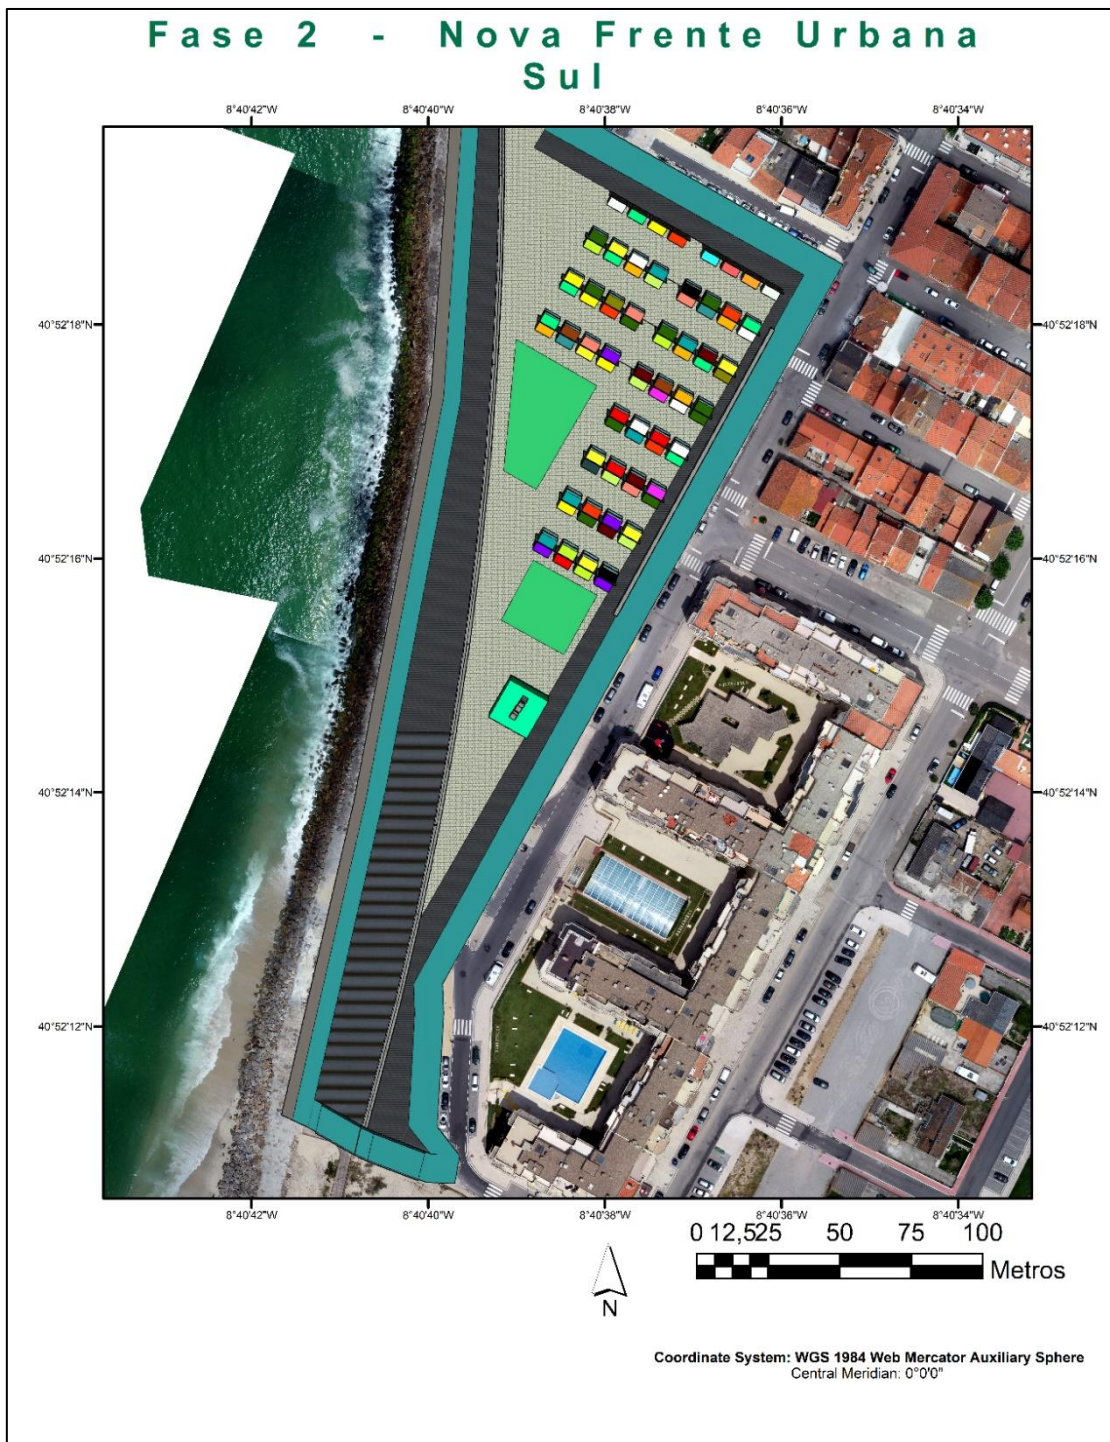 Fase 2 - Nova Frente Urbana
Sul
8°40'42"W 8°40'40"W 8°40'38"W 8°40'36"W 8°40'34"W
40°52'18"N 40°52'18"N
40°52'16"N 40°52'16"N
40°52'14"N 40°52'14"N
40°52'12"N 40°52'12"N
8°40'42"W 8°40'40"W 8°40'38"W 8°40'36"W 8°40'34"W
0 12,525 50 75 100
Metros
N
Coordinate System: WGS 1984 Web Mercator Auxiliary Sphere
Central Meridian: 0°0'0"